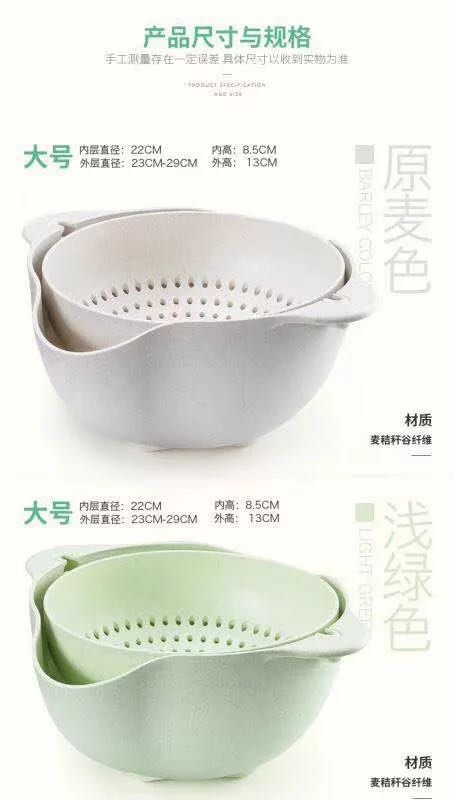 产品尺寸与规格
手工测量存在一定误差 具体尺寸以收到实物为准
PRODUCT SPECIFICATION
AND SIZE
大号 内层直径：22CM 内高：8.5CM
外层直径：23CM-29CM 外高： 13CM
原麦色
BARLEY COLO
材质
麦秸秆谷纤维
大号 内层直径：22CM 内高：8.5CM
外层直径：23CM-29CM 外高： 13CM
浅绿色
LIGHT GREE
材质
麦秸秆谷纤维